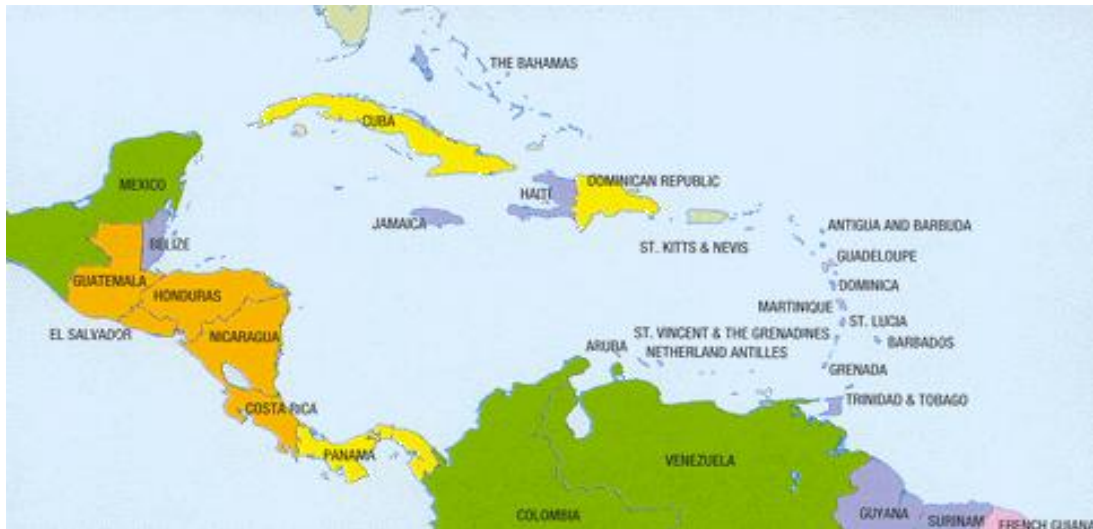 THE BAHAMAS
CUBA
MEXICO
HAITI
DOMINICAN REPUBLIC
JAMAICA
ANTIGUA AND BARBUDA
BELIZE
ST. KITTS & NEVIS
GUADELOUPE
GUATEMALA
DOMINICA
HONDURAS
MARTINIQUE
ST. LUCIA
EL SALVADOR
NICARAGUA
ST. VINCENT & THE GRENADINES
BARBADOS
ARUBA
NETHERLAND ANTILLES
GRENADA
COSTA RICA
TRINIDAD & TOBAGO
PANAMA
VENEZUELA
COLOMBIA
GUYANA
SURINAM
FRENCH GUIANA